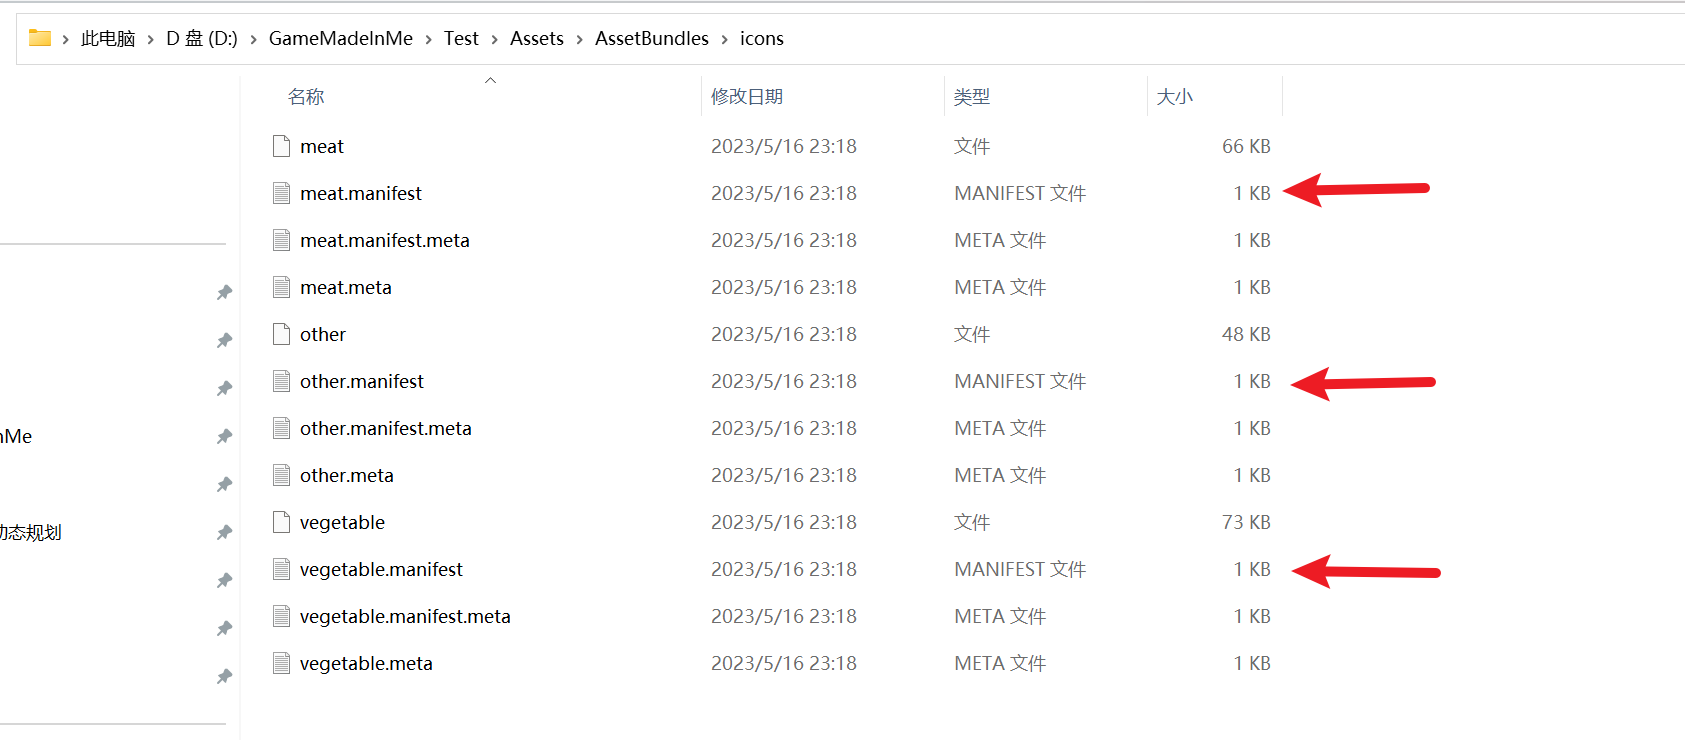 此电脑 > D 盘 (D:) > GameMadeInMe > Test > Assets > AssetBundles > icons
名称 修改日期 类型 大小
meat 2023/5/16 23:18 文件 66 KB
meat.manifest 2023/5/16 23:18 MANIFEST 文件 1 KB
meat.manifest.meta 2023/5/16 23:18 META 文件 1 KB
meat.meta 2023/5/16 23:18 META 文件 1 KB
other 2023/5/16 23:18 文件 48 KB
other.manifest 2023/5/16 23:18 MANIFEST 文件 1 KB
other.manifest.meta 2023/5/16 23:18 META 文件 1 KB
nMe
other.meta 2023/5/16 23:18 META 文件 1 KB
vegetable 2023/5/16 23:18 文件 73 KB
动态规划
vegetable.manifest 2023/5/16 23:18 MANIFEST 文件 1 KB
vegetable.manifest.meta 2023/5/16 23:18 META 文件 1 KB
vegetable.meta 2023/5/16 23:18 META 文件 1 KB